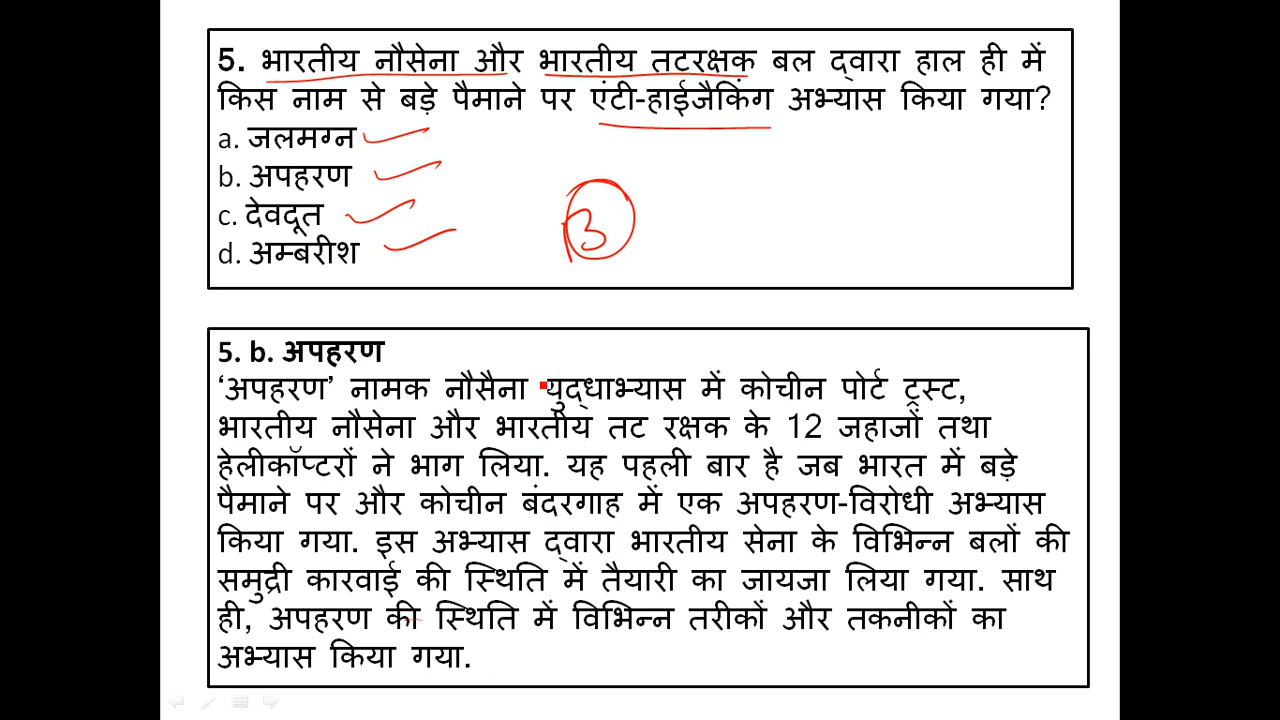 5. भारतीय नौसेना और भारतीय तटरक्षक बल द्वारा हाल ही में
किस नाम से बड़े पैमाने पर एंटी-हाईजैकिंग अभ्यास किया गया?
a. जलमग्न
b. अपहरण
c. देवदूत
d. अम्बरीश
B
5. b. अपहरण
‘अपहरण’ नामक नौसैना युद्धाभ्यास में कोचीन पोर्ट ट्रस्ट,
भारतीय नौसेना और भारतीय तट रक्षक के 12 जहाजों तथा
हेलीकॉप्टरों ने भाग लिया. यह पहली बार है जब भारत में बड़े
पैमाने पर और कोचीन बंदरगाह में एक अपहरण-विरोधी अभ्यास
किया गया. इस अभ्यास द्वारा भारतीय सेना के विभिन्न बलों की
समुद्री कारवाई की स्थिति में तैयारी का जायजा लिया गया. साथ
ही, अपहरण की स्थिति में विभिन्न तरीकों और तकनीकों का
अभ्यास किया गया.